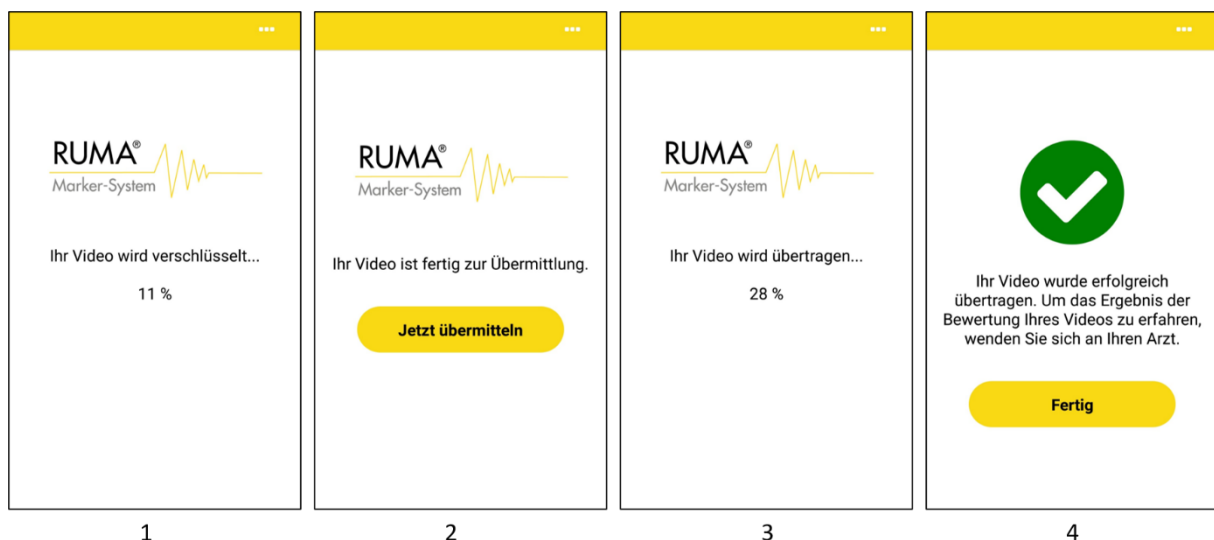 RUMA®
Marker-System
Ihr Video wird verschlüsselt...
11 %
1
RUMA®
Marker-System
Ihr Video ist fertig zur Übermittlung.
Jetzt übermitteln
2
RUMA®
Marker-System
Ihr Video wird übertragen...
28 %
3
Ihr Video wurde erfolgreich
übertragen. Um das Ergebnis der
Bewertung Ihres Videos zu erfahren,
wenden Sie sich an Ihren Arzt.
Fertig
4